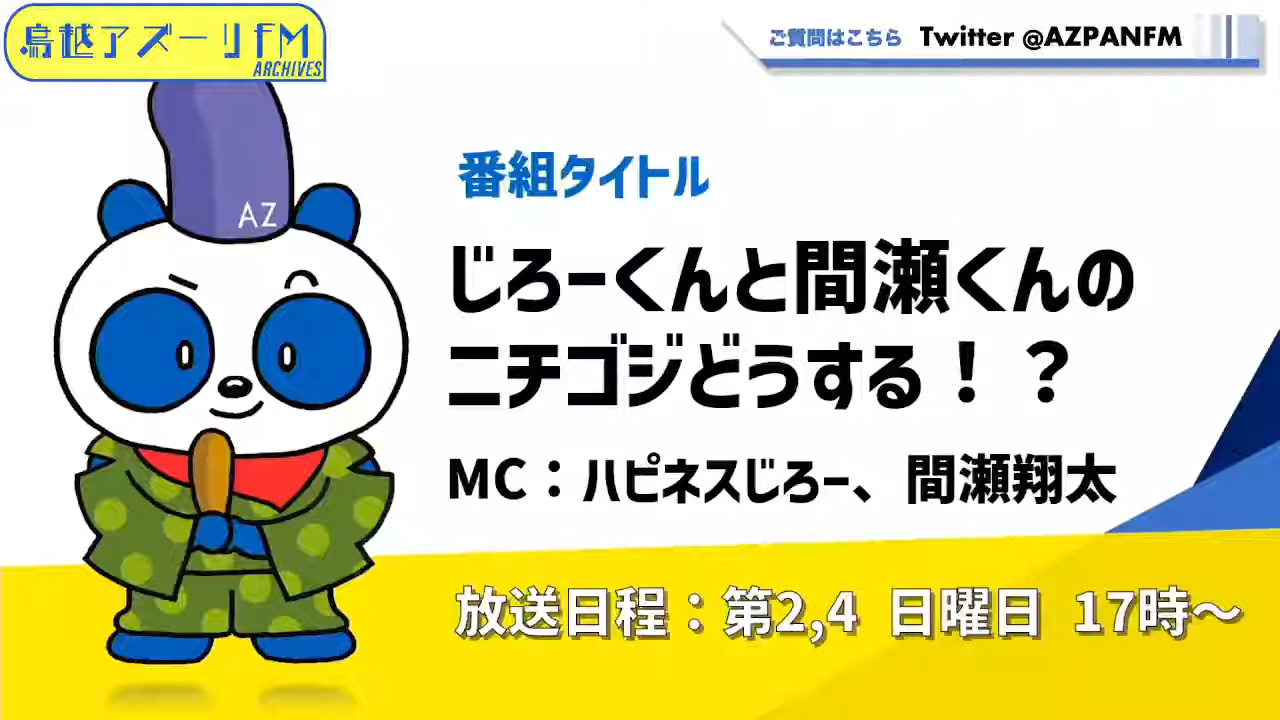 鳥越アズーリFM
ARCHIVES
ご質問はこちら Twitter @AZPANFM
AZ
番組タイトル
じろーくんと間瀬くんの
ニチゴジどうする！？
MC：ハピネスじろー、間瀬翔太
放送日程：第2,4 日曜日 17時〜